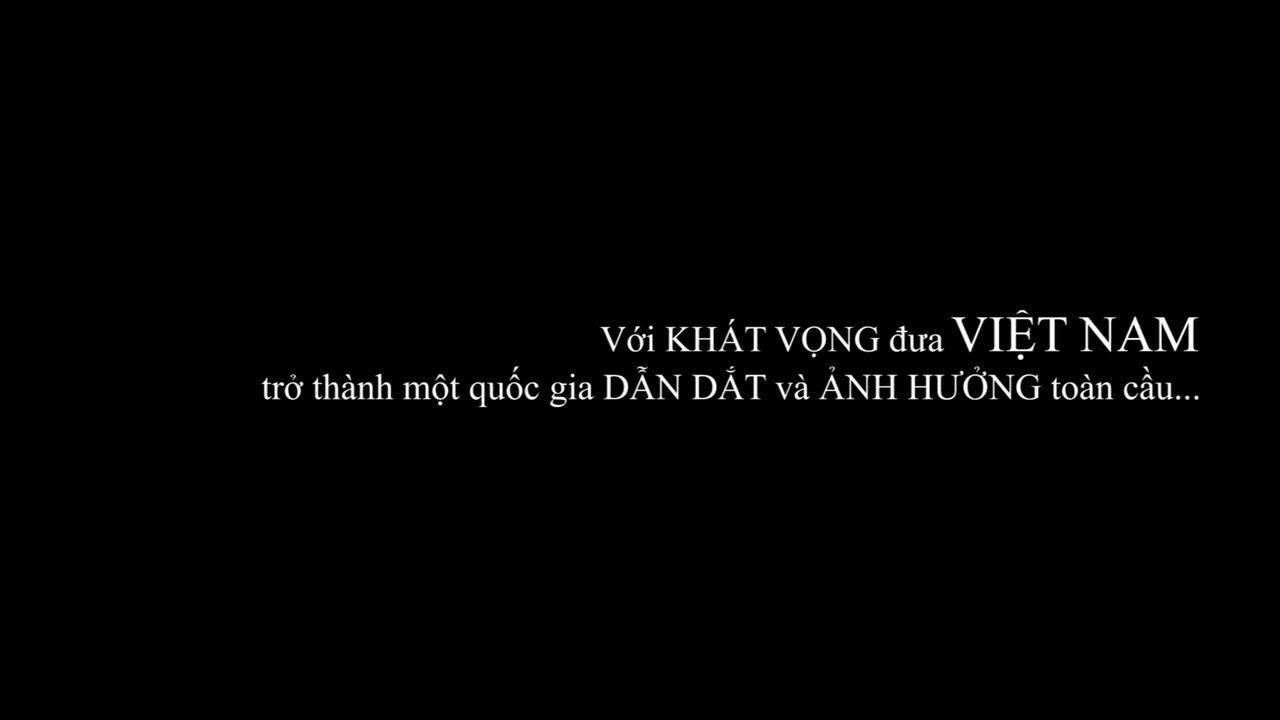 Với KHÁT VỌNG đưa VIỆT NAM
trở thành một quốc gia DẪN DẮT và ẢNH HƯỞNG toàn cầu...